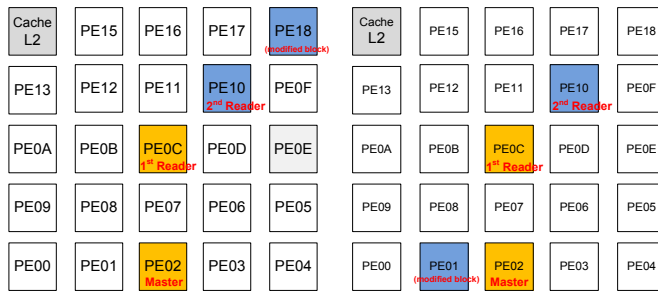 Cache L2 PE15 PE16 PE17 PE18 (modified block)
PE13 PE12 PE11 PE10 2nd Reader PE0F
PE0A PE0B PE0C 1st Reader PE0D PE0E
PE09 PE08 PE07 PE06 PE05
PE00 PE01 PE02 Master PE03 PE04
Cache L2 PE15 PE16 PE17 PE18
PE13 PE12 PE11 PE10 2nd Reader PE0F
PE0A PE0B PE0C 1st Reader PE0D PE0E
PE09 PE08 PE07 PE06 PE05
PE00 PE01 (modified block) PE02 Master PE03 PE04